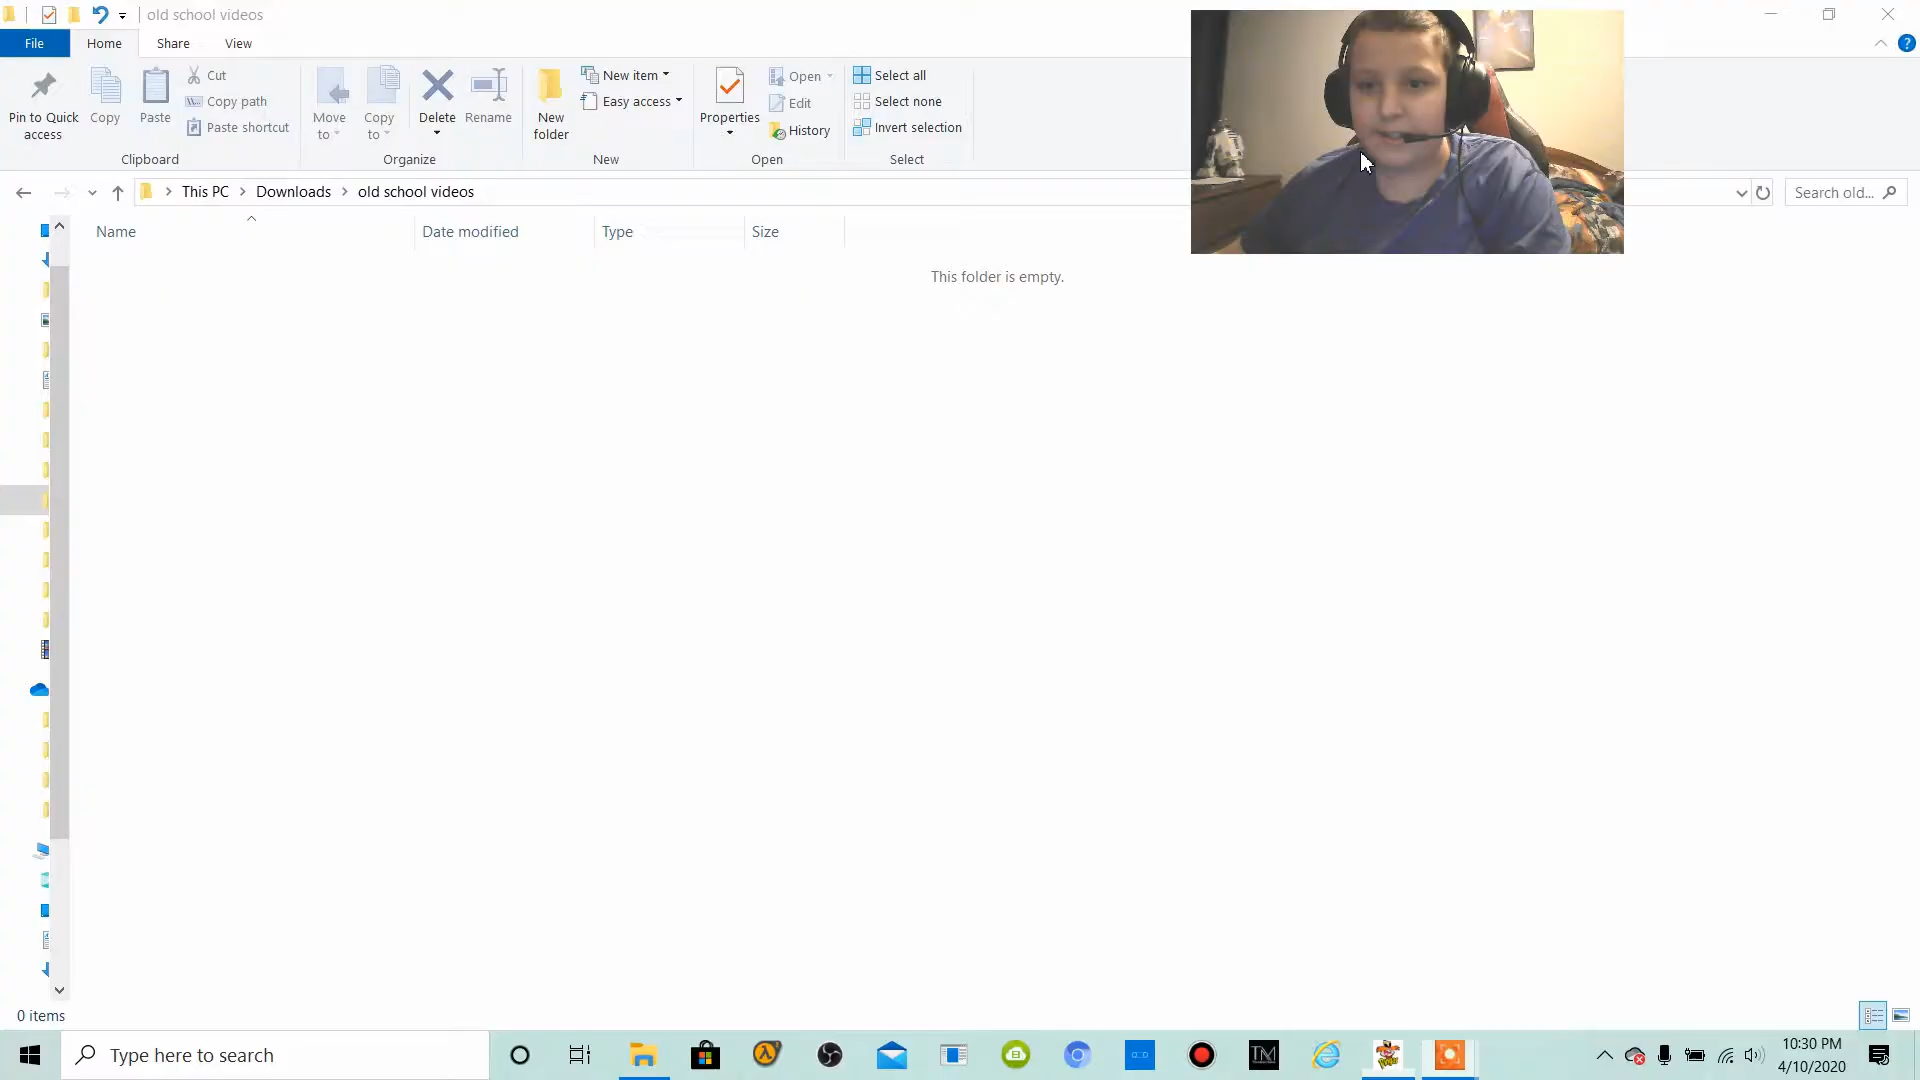 old school videos
File
Home
Share
View
Pin to Quick
access
Copy
Paste
Cut
Copy path
Paste shortcut
Clipboard
Move
to
Copy
to
Delete
Rename
Organize
New
folder
New item
Easy access
New
Properties
Open
Edit
History
Open
Select all
Select none
Invert selection
Select
This PC > Downloads > old school videos
Search old...
Name
Date modified
Type
Size
This folder is empty.
0 items
Type here to search
TM
10:30 PM
4/10/2020